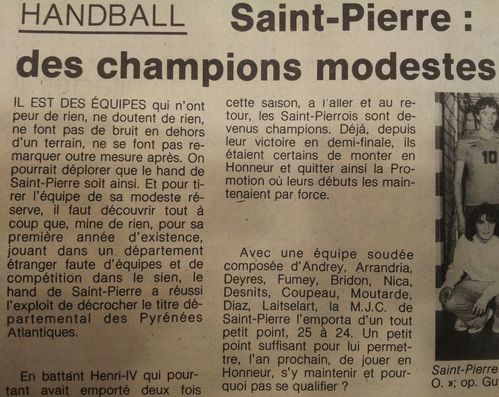 HANDBALL
Saint-Pierre :
des champions modestes
IL EST DES ÉQUIPES qui n'ont
peur de rien, ne doutent de rien,
ne font pas de bruit en dehors
d'un terrain, ne se font pas
remarquer outre mesure après. On
pourrait déplorer que le hand de
Saint-Pierre soit ainsi. Et pour ti-
rer l'équipe de sa modeste ré-
serve, il faut découvrir tout à
coup que, mine de rien, pour sa
première année d'existence,
jouant dans un département
étranger faute d'équipes et de
compétition dans le sien, le
hand de Saint-Pierre a réussi
l'exploit de décrocher le titre dé-
partemental des Pyrénées
Atlantiques.
En battant Henri-IV qui pour-
tant avait emporté deux fois
cette saison, a l'aller et au re-
tour, les Saint-Pierrois sont de-
venus champions. Déjà, depuis
leur victoire en demi-finale, ils
étaient certains de monter en
Honneur et quitter ainsi la Pro-
motion où leurs débuts les main-
tenaient par force.
Avec une équipe soudée
composée d'Andrey, Arrandria,
Deyres, Fumey, Bridon, Nica,
Desnits, Coupeau, Moutarde,
Diaz, Laitselart, la M.J.C. de
Saint-Pierre l'emporta d'un tout
petit point, 25 à 24. Un petit
point suffisant pour lui permet-
tre, l'an prochain, de jouer en
Honneur, s'y maintenir et pour-
quoi pas se qualifier ?
10
Saint-Pierre
O. » ; op. Gu